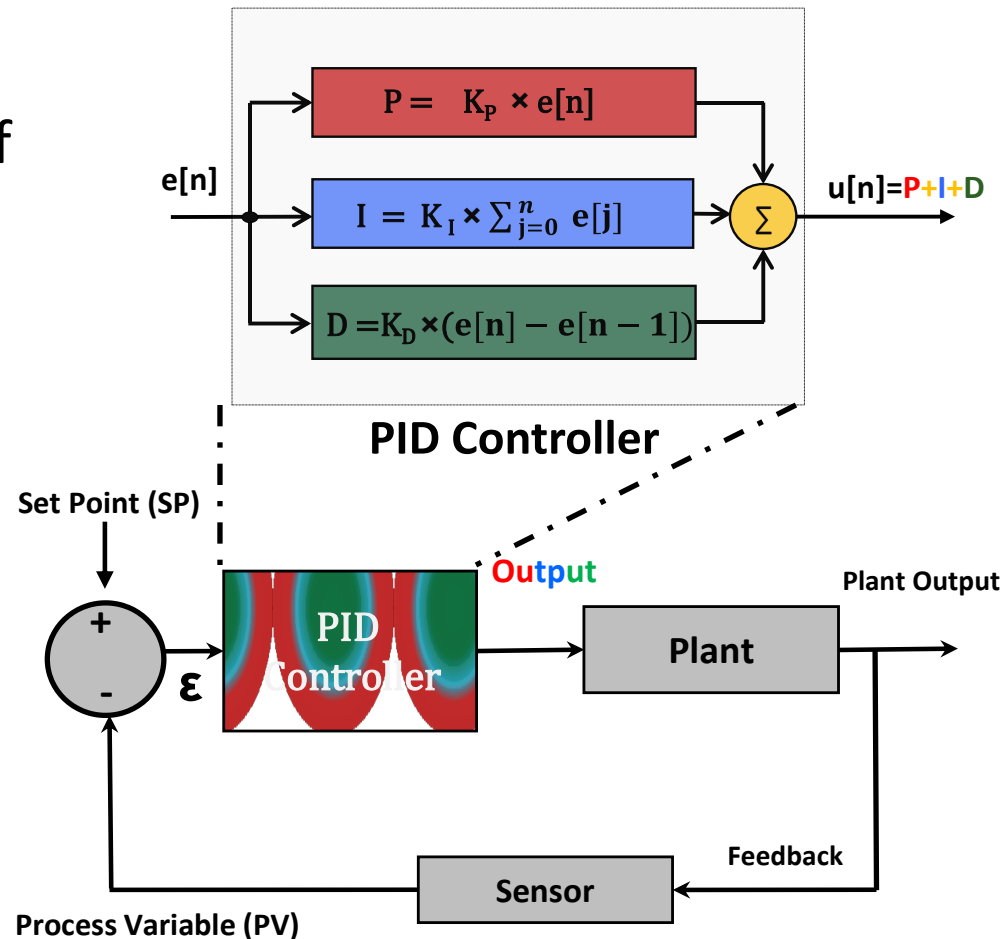 f
P = K_P × e[n]
e[n]
I = K_I × ∑_{j=0}^{n} e[j]
∑
u[n]=P+I+D
D =K_D ×(e[n] − e[n − 1])
PID Controller
Set Point (SP)
Output
Plant Output
+
-
ε
PID
Controller
Plant
Feedback
Sensor
Process Variable (PV)